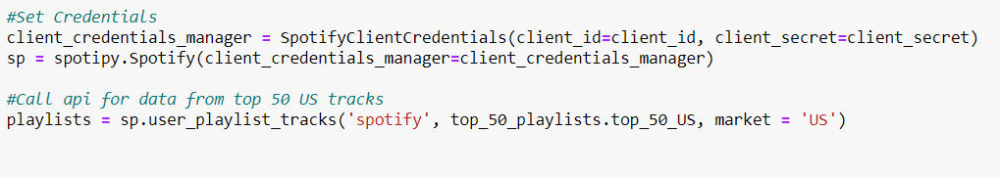 #Set Credentials
client_credentials_manager = SpotifyClientCredentials(client_id=client_id, client_secret=client_secret)
sp = spotipy.Spotify(client_credentials_manager=client_credentials_manager)
#Call api for data from top 50 US tracks
playlists = sp.user_playlist_tracks('spotify', top_50_playlists.top_50_US, market = 'US')